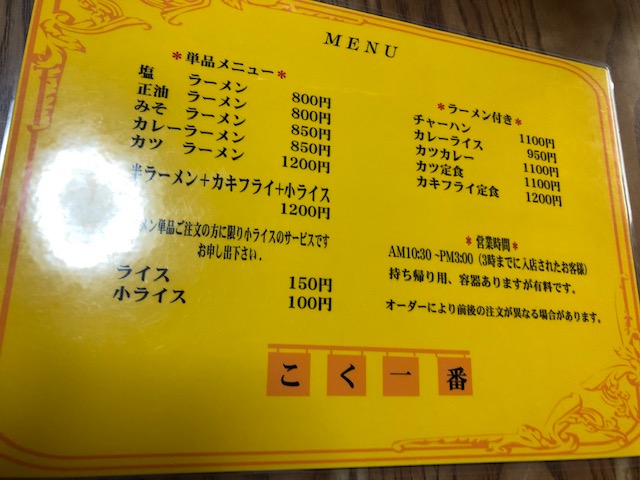 MENU
＊単品メニュー＊
塩 ラーメン 800円
正油 ラーメン 800円
みそ ラーメン 850円
カレーラーメン 850円
カツ ラーメン 1200円
半ラーメン＋カキフライ＋小ライス
1200円
メン単品ご注文の方に限り小ライスのサービスです
お申し出下さい.
ライス 150円
小ライス 100円
＊ラーメン付き＊
チャーハン 1100円
カレーライス 950円
カツカレー 1100円
カツ定食 1100円
カキフライ定食 1200円
＊営業時間＊
AM10:30 ~PM3:00（3時までに入店されたお客様）
持ち帰り用、容器ありますが有料です。
オーダーにより前後の注文が異なる場合があります。
こく一番